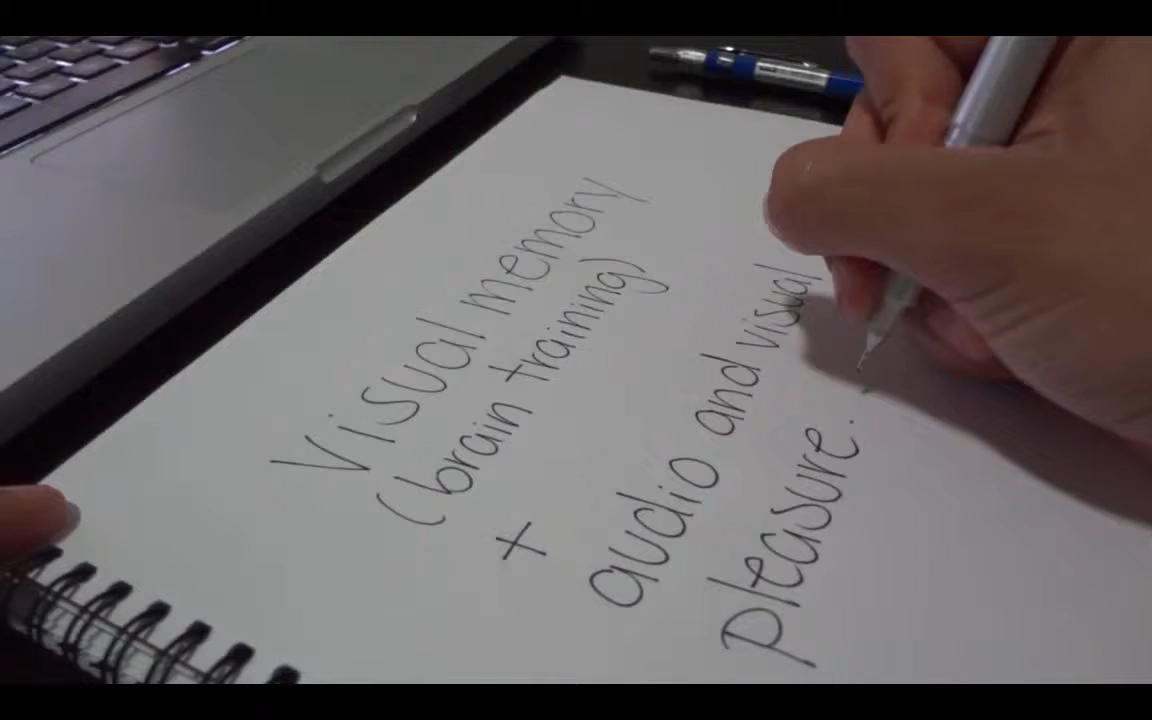 Visual memory
(brain training)
+
audio and visual
pleasure.